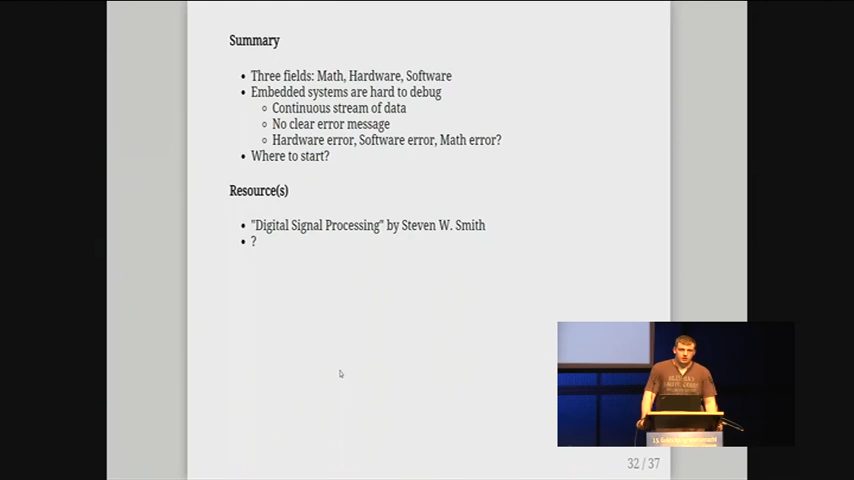 Summary
• Three fields: Math, Hardware, Software
• Embedded systems are hard to debug
◦ Continuous stream of data
◦ No clear error message
◦ Hardware error, Software error, Math error?
• Where to start?
Resource(s)
• "Digital Signal Processing" by Steven W. Smith
• ?
32 / 37